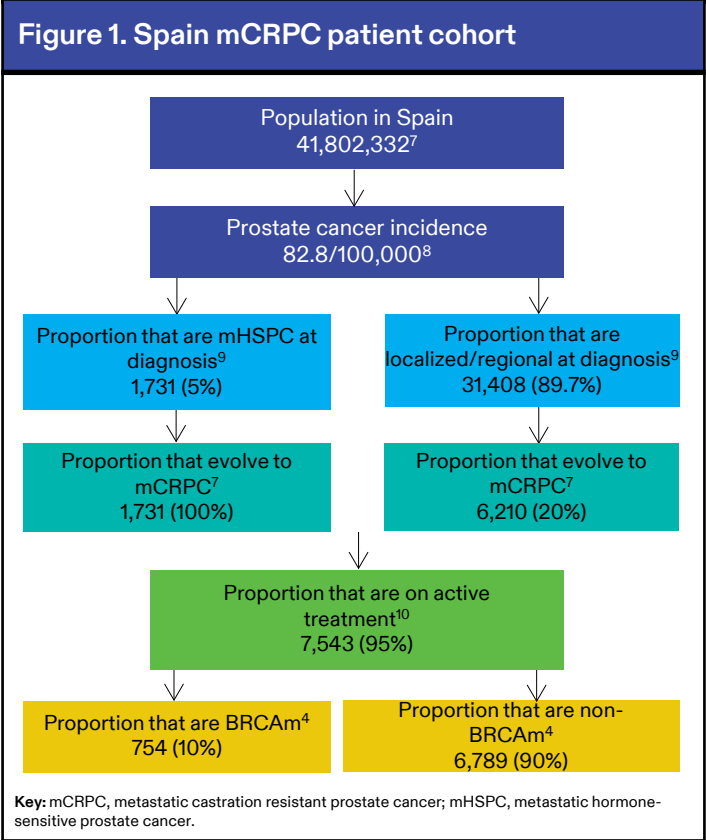 Figure 1. Spain mCRPC patient cohort
Population in Spain
41,802,332⁷
Prostate cancer incidence
82.8/100,000⁸
Proportion that are mHSPC at
diagnosis⁹
1,731 (5%)
Proportion that are
localized/regional at diagnosis⁹
31,408 (89.7%)
Proportion that evolve to
mCRPC⁷
1,731 (100%)
Proportion that evolve to
mCRPC⁷
6,210 (20%)
Proportion that are on active
treatment¹⁰
7,543 (95%)
Proportion that are BRCAm⁴
754 (10%)
Proportion that are non-
BRCAm⁴
6,789 (90%)
Key: mCRPC, metastatic castration resistant prostate cancer; mHSPC, metastatic hormone-
sensitive prostate cancer.